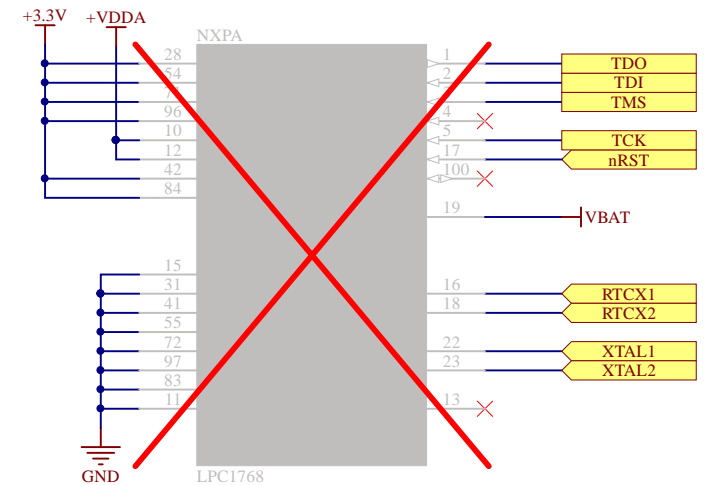 +3.3V
+VDDA
NXPA
28
54
96
10
12
42
84
15
31
41
55
72
97
83
11
1
2
4
5
17
100
19
16
18
22
23
13
TDO
TDI
TMS
TCK
nRST
VBAT
RTCX1
RTCX2
XTAL1
XTAL2
GND
LPC1768